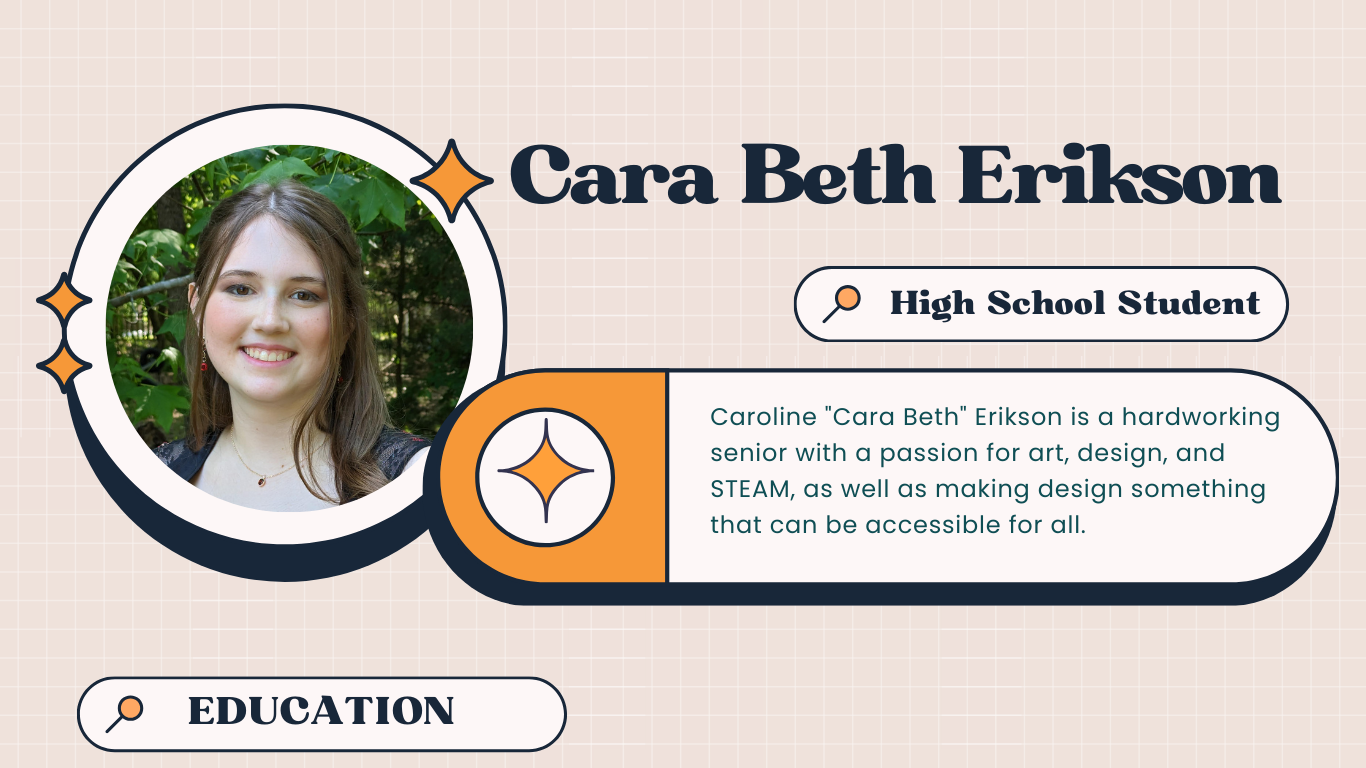 Cara Beth Erikson
High School Student
Caroline "Cara Beth" Erikson is a hardworking
senior with a passion for art, design, and
STEAM, as well as making design something
that can be accessible for all.
EDUCATION